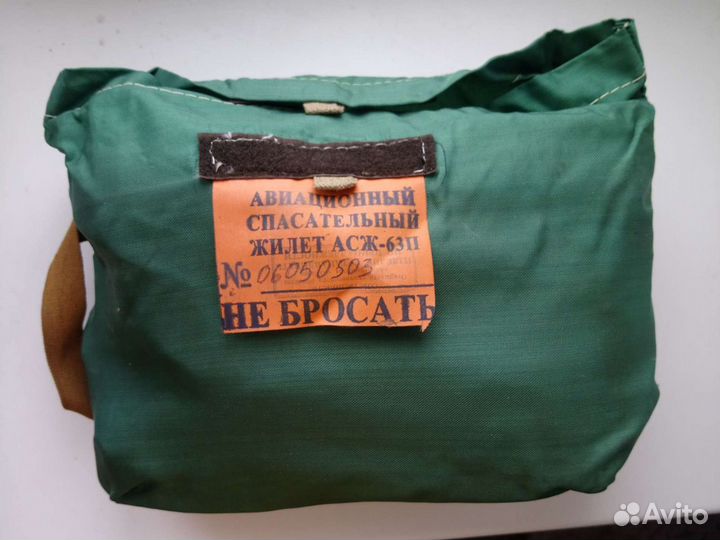 АВИАЦИОННЫЙ
СПАСАТЕЛЬНЫЙ
ЖИЛЕТ АСЖ-63П
№ 06050503
НЕ БРОСАТЬ
Avito